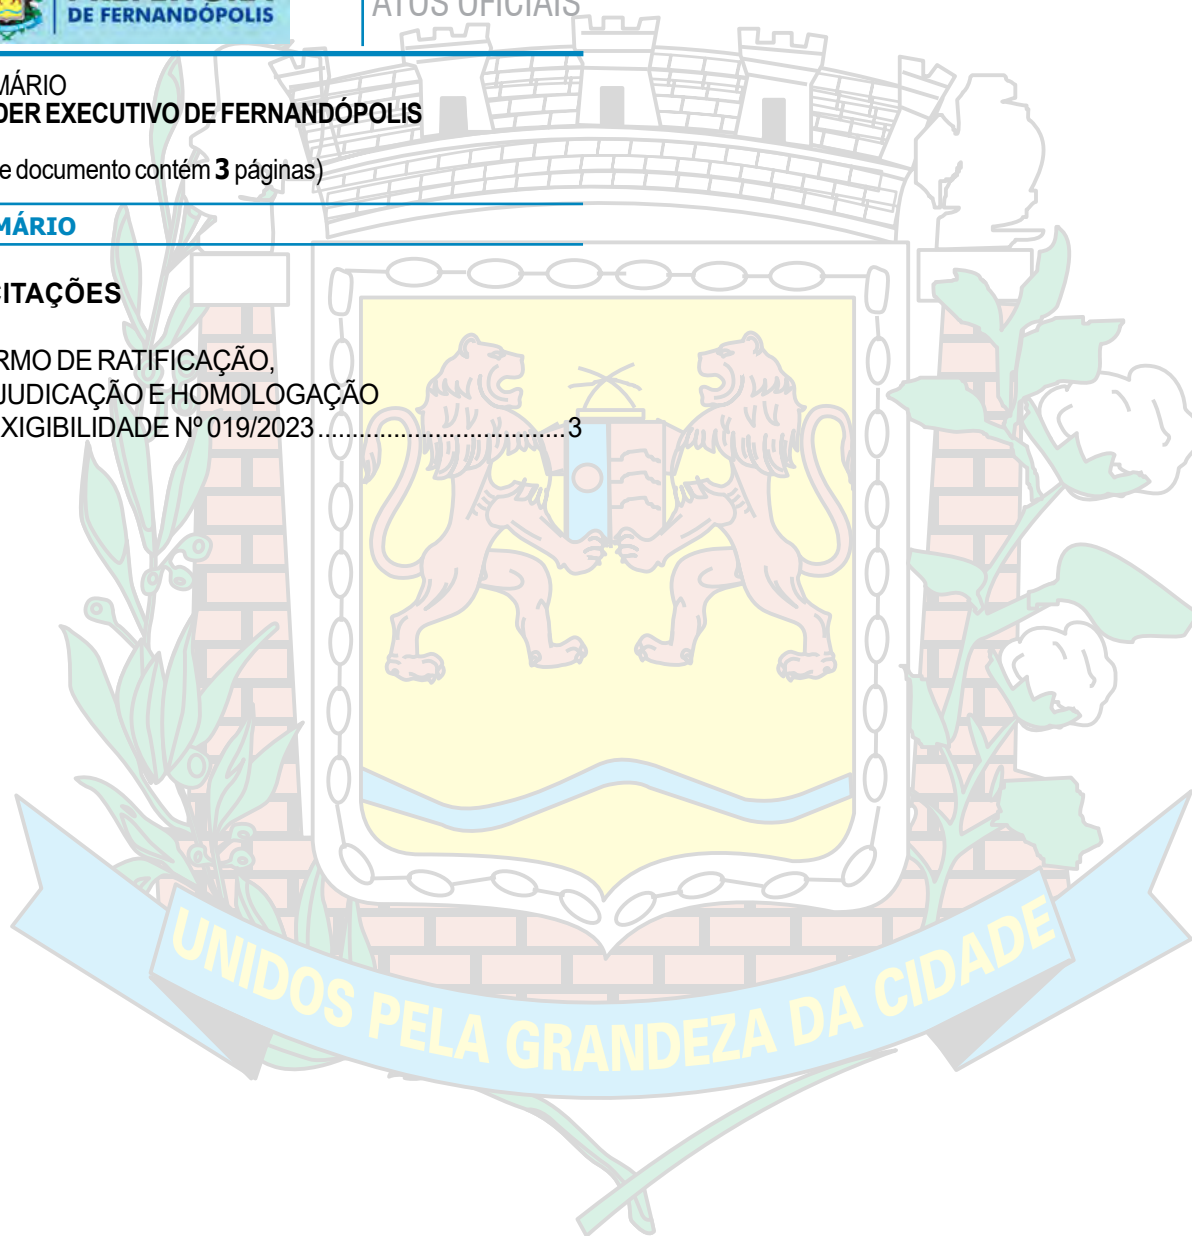 DE FERNANDÓPOLIS
ATOS OFICIAIS
MÁRIO
DER EXECUTIVO DE FERNANDÓPOLIS
e documento contém 3 páginas)
MÁRIO
CITAÇÕES
RMO DE RATIFICAÇÃO,
JUDICAÇÃO E HOMOLOGAÇÃO
EXIGIBILIDADE Nº 019/2023 .................................... 3
UNIDOS PELA GRANDEZA DA CIDADE